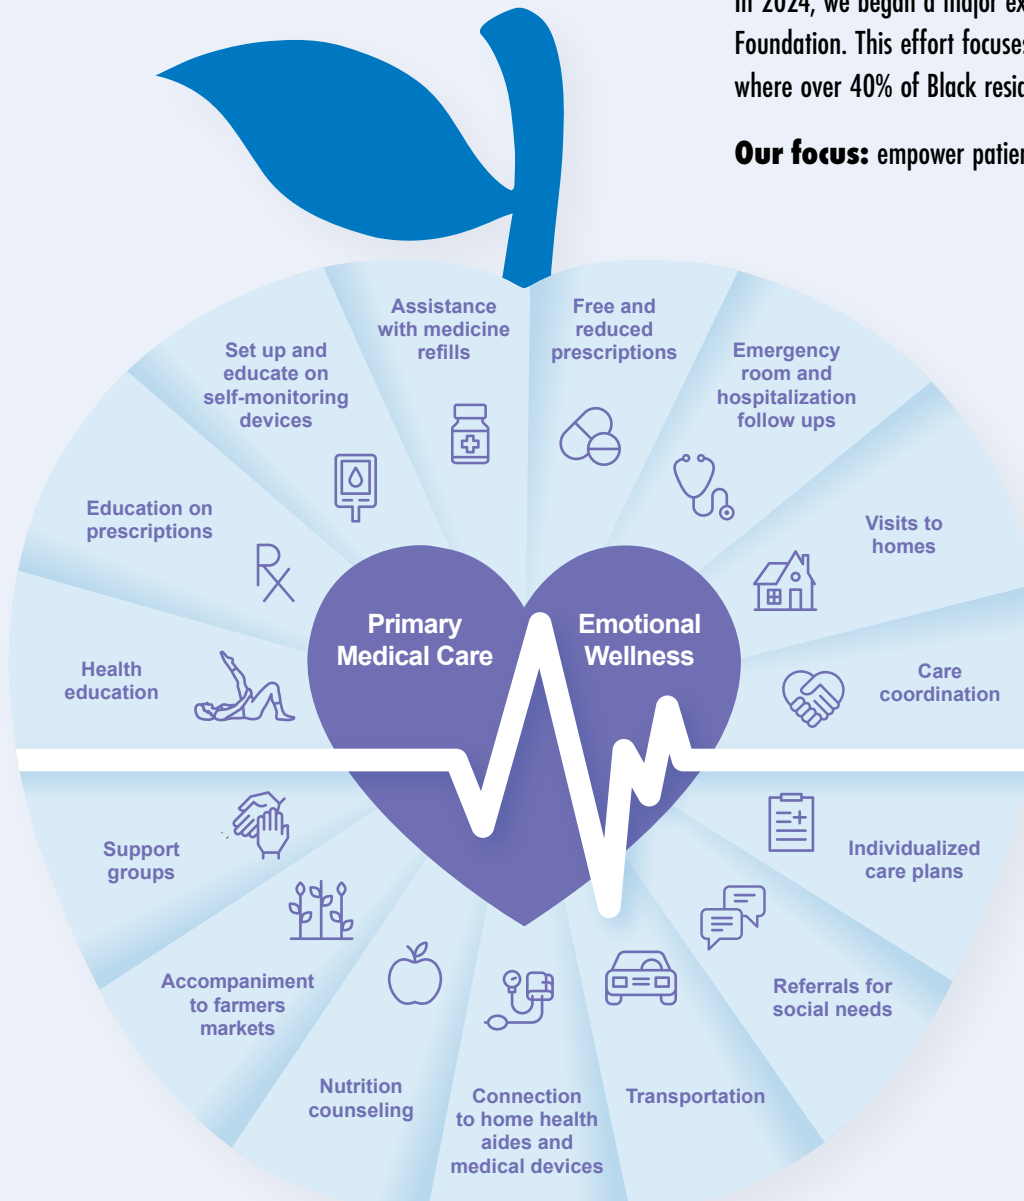 In 2024, we began a major
Foundation. This effort focuses
where over 40% of Black
Our focus: empower
Assistance
with medicine
refills
Free and
reduced
prescriptions
Set up and
educate on
self-monitoring
devices
Emergency
room and
hospitalization
follow ups
Education on
prescriptions
Visits to
homes
Rx
Primary
Medical Care
Emotional
Wellness
Health
education
Care
coordination
Support
groups
Individualized
care plans
Accompaniment
to farmers
markets
Referrals for
social needs
Nutrition
counseling
Connection
to home health
aides and
medical devices
Transportation